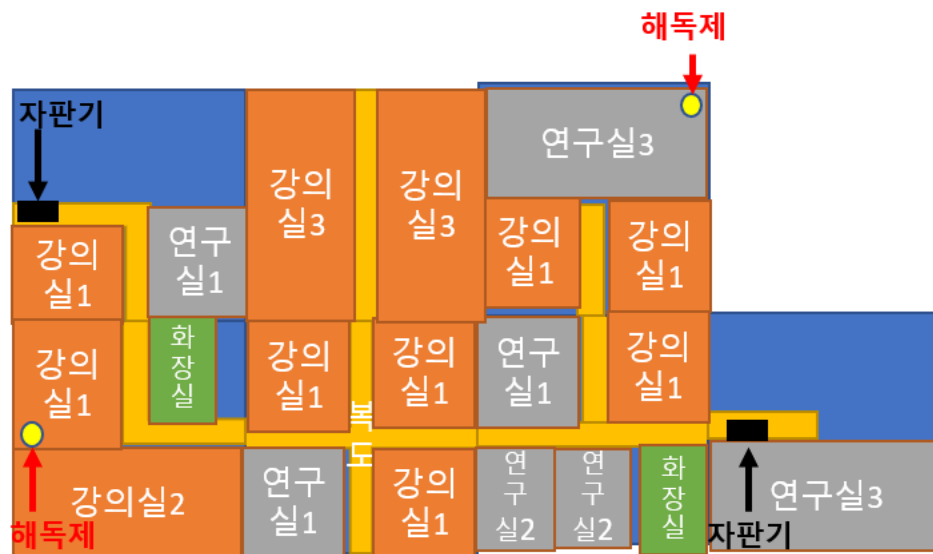 해독제
자판기
연구실3
강의
실3
강의
실3
강의
실1
연구
실1
강의
실1
강의
실1
강의
실1
화
장
실
강의
실1
강의
실1
연구
실1
강의
실1
복
도
강의실2
연구
실1
강의
실1
연
구
실2
연
구
실2
화
장
실
연구실3
해독제
자판기